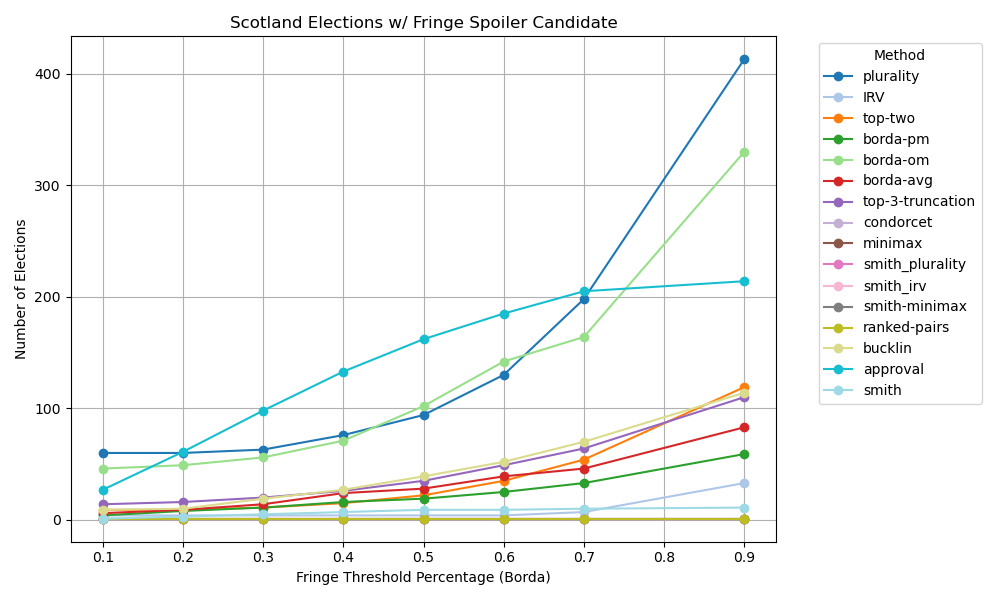 Scotland Elections w/ Fringe Spoiler Candidate
Number of Elections
400
300
200
100
0
0.1 0.2 0.3 0.4 0.5 0.6 0.7 0.8 0.9
Fringe Threshold Percentage (Borda)
Method
plurality
IRV
top-two
borda-pm
borda-om
borda-avg
top-3-truncation
condorcet
minimax
smith_plurality
smith_irv
smith-minimax
ranked-pairs
bucklin
approval
smith